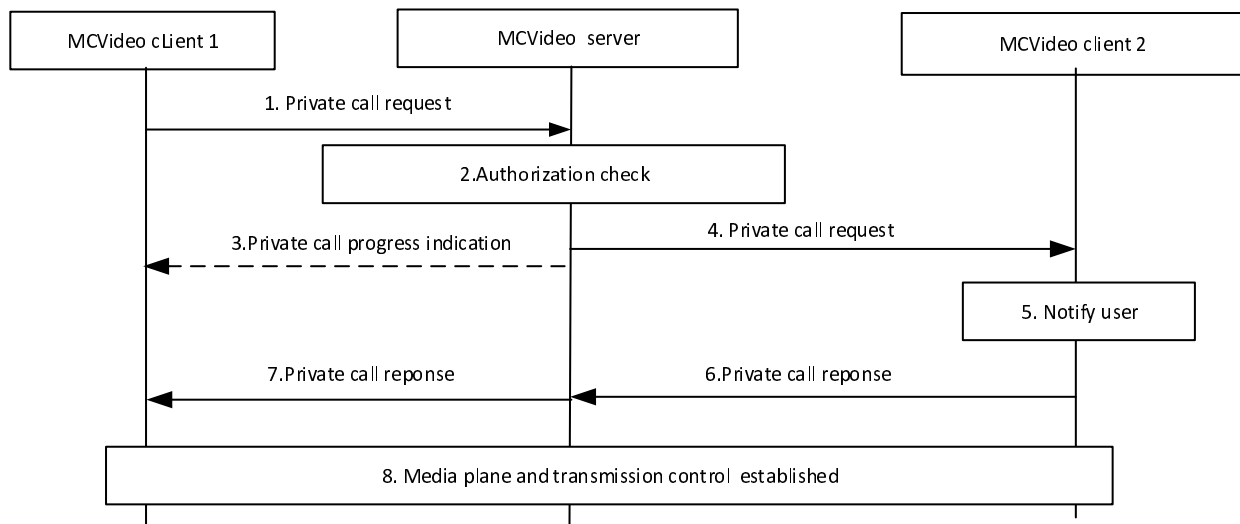 MCVideo cLient 1
MCVideo server
MCVideo client 2
1. Private call request
2.Authorization check
3.Private call progress indication
4. Private call request
5. Notify user
7.Private call reponse
6.Private call reponse
8. Media plane and transmission control established